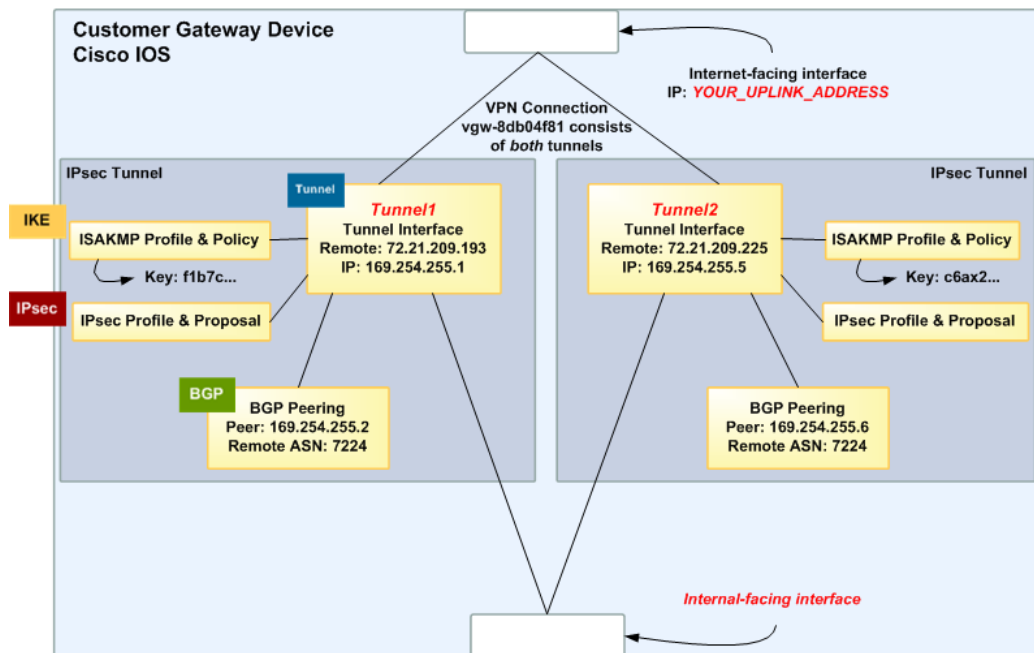 Customer Gateway Device
Cisco IOS
Internet-facing interface
IP: YOUR_UPLINK_ADDRESS
VPN Connection
vgw-8db04f81 consists
of both tunnels
IPsec Tunnel
Tunnel
IKE
ISAKMP Profile & Policy
Key: f1b7c...
IPsec
IPsec Profile & Proposal
Tunnel1
Tunnel Interface
Remote: 72.21.209.193
IP: 169.254.255.1
BGP
BGP Peering
Peer: 169.254.255.2
Remote ASN: 7224
IPsec Tunnel
Tunnel2
Tunnel Interface
Remote: 72.21.209.225
IP: 169.254.255.5
ISAKMP Profile & Policy
Key: c6ax2...
IPsec Profile & Proposal
BGP Peering
Peer: 169.254.255.6
Remote ASN: 7224
Internal-facing interface